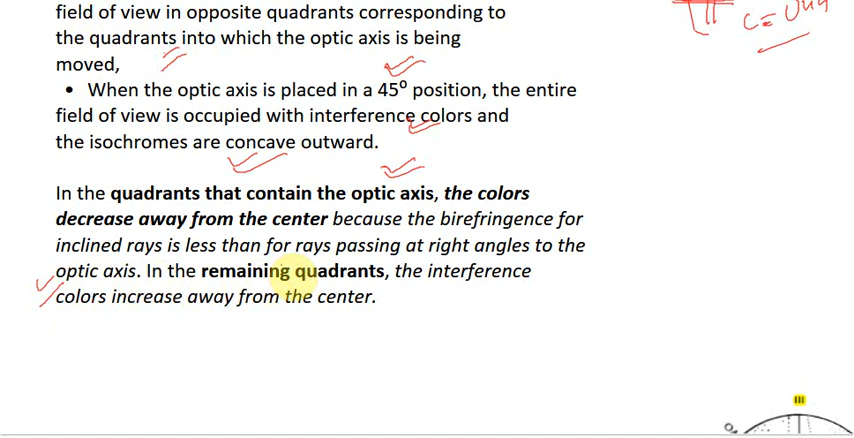 field of view in opposite quadrants corresponding to
the quadrants into which the optic axis is being
moved,
• When the optic axis is placed in a 45⁰ position, the entire
field of view is occupied with interference colors and
the isochromes are concave outward.
In the quadrants that contain the optic axis, the colors
decrease away from the center because the birefringence for
inclined rays is less than for rays passing at right angles to the
optic axis. In the remaining quadrants, the interference
colors increase away from the center.